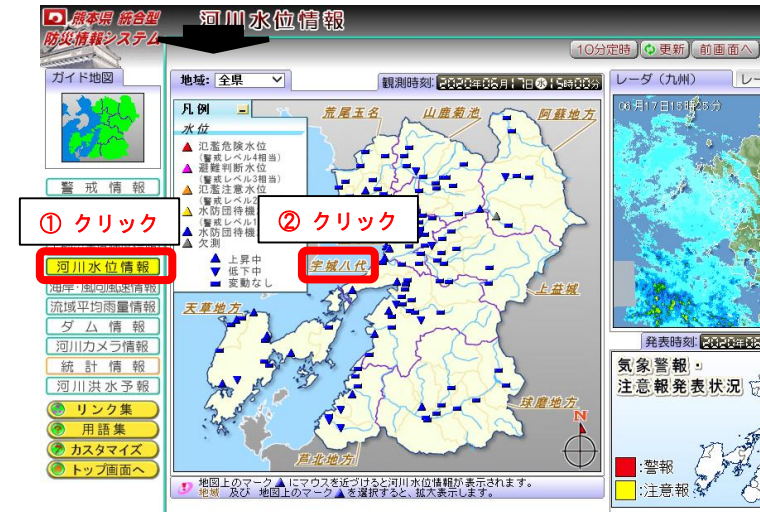 熊本県 統合型
防災情報システム
河川水位情報
10分定時 更新 前画面へ
ガイド地図
地域: 全県
観測時刻: 2020年06月17日 水 15時00分
レーダ(九州)
レー
06月17日15時25分
凡例
水位
氾濫危険水位
(警戒レベル4相当)
避難判断水位
(警戒レベル3相当)
氾濫注意水位
(警戒レベル2
水防団待機
(警戒レベル1
水防団待機
欠測
上昇中
低下中
変動なし
荒尾玉名
山鹿菊池
阿蘇地方
宇城八代
上益城
天草地方
球磨地方
芦北地方
N
① クリック
② クリック
警戒情報
河川水位情報
海岸・風向風速情報
流域平均雨量情報
ダム情報
河川カメラ情報
統計情報
河川洪水予報
リンク集
用語集
カスタマイズ
トップ画面へ
地図上のマーク▲にマウスを近づけると河川水位情報が表示されます。
地域 及び 地図上のマーク▲を選択すると、拡大表示します。
発表時刻: 2020年0
気象警報・
注意報発表状況
:警報
:注意報